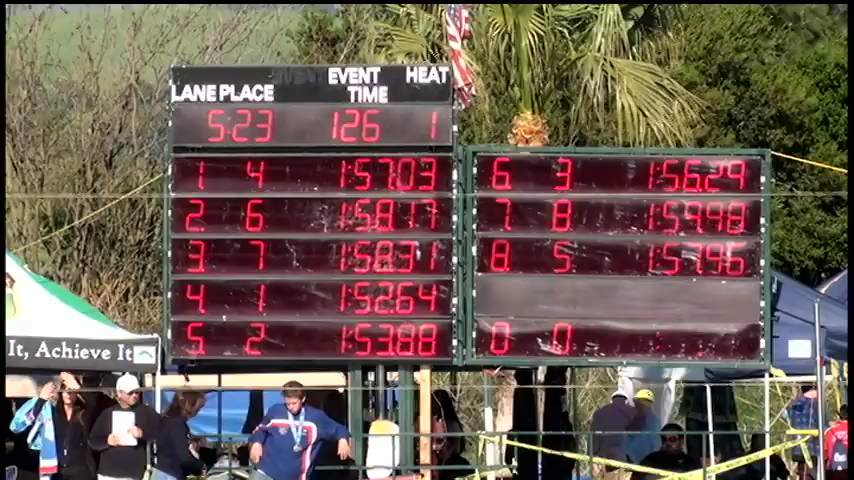 EVENT HEAT
LANE PLACE TIME
5:23 126 1
1 4 1:57.03
2 6 1:58.17
3 7 1:58.31
4 1 1:52.64
5 2 1:53.88
6 3 1:56.29
7 8 1:59.98
8 5 1:57.96
0 0
It, Achieve It